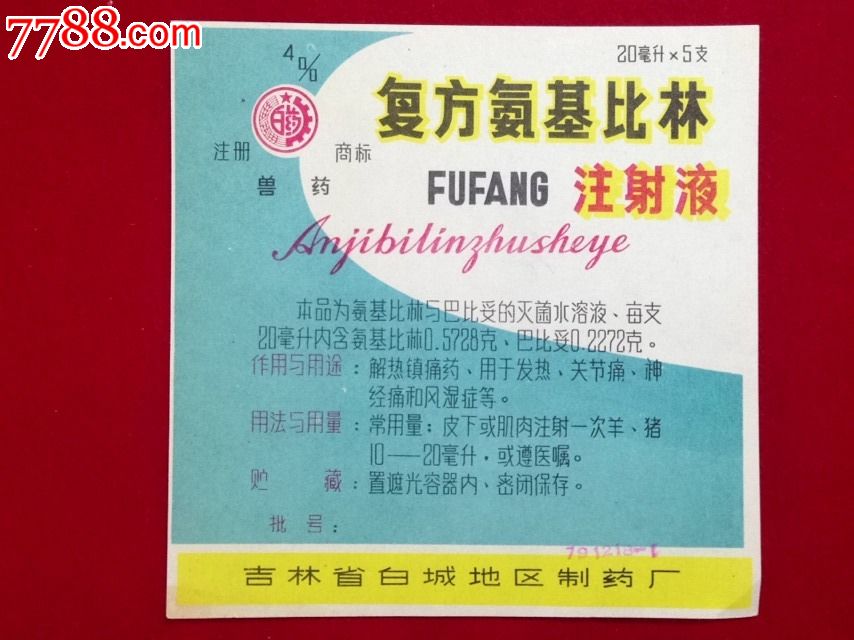 7788.com
4%
20毫升×5支
复方氨基比林
白药
注册 商标
兽 药
FUFANG 注射液
Anjibilinzhusheye
本品为氨基比林与巴比妥的灭菌水溶液、每支
20毫升内含氨基比林0.5728克、巴比妥0.2272克。
作用与用途：解热镇痛药、用于发热、关节痛、神
经痛和风湿症等。
用法与用量：常用量：皮下或肌肉注射一次羊、猪
10——20毫升，或遵医嘱。
贮 藏：置遮光容器内、密闭保存。
批 号：
791218-1
吉林省白城地区制药厂